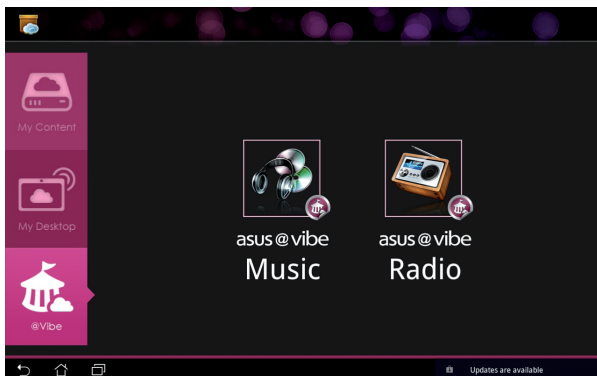 My Content
My Desktop
@Vibe
asus@vibe
Music
asus@vibe
Radio
Updates are available